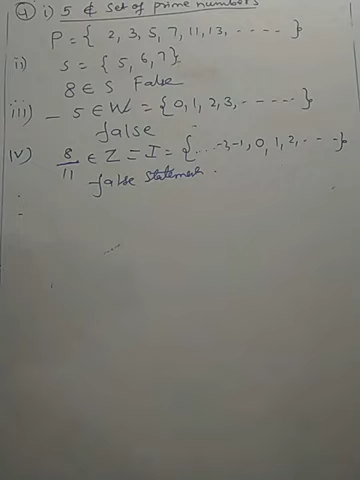 ④ i) 5 ∉ Set of prime numbers
P = { 2, 3, 5, 7, 11, 13, ----- }
ii) S = { 5, 6, 7 }.
8 ∈ S False
iii) - 5 ∈ W = { 0, 1, 2, 3, ------ }
false
iv) 8/11 ∈ Z = I = { ... -2, -1, 0, 1, 2, ---- }
false statement.